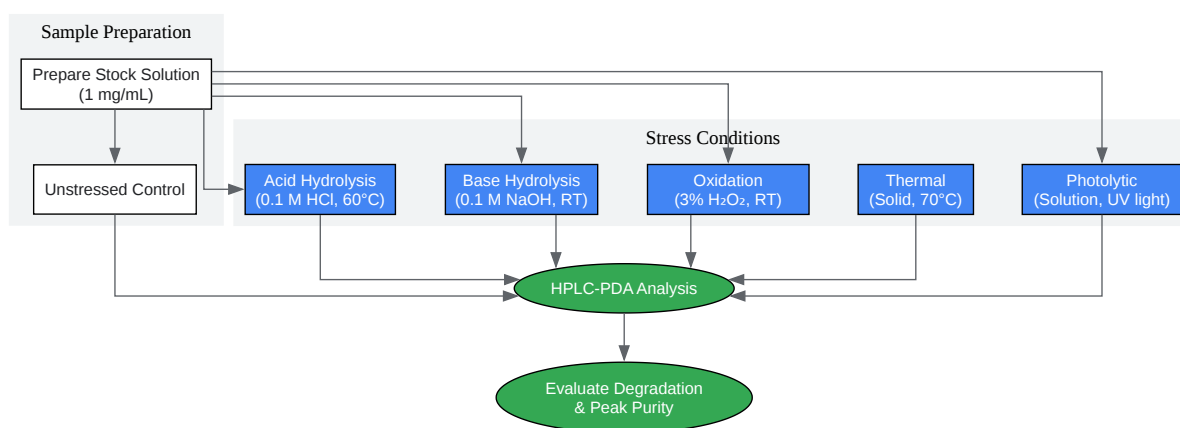 Sample Preparation
Prepare Stock Solution
(1 mg/mL)
Stress Conditions
Unstressed Control
Acid Hydrolysis
(0.1 M HCl, 60°C)
Base Hydrolysis
(0.1 M NaOH, RT)
Oxidation
(3% H₂O₂, RT)
Thermal
(Solid, 70°C)
Photolytic
(Solution, UV light)
HPLC-PDA Analysis
Evaluate Degradation
& Peak Purity